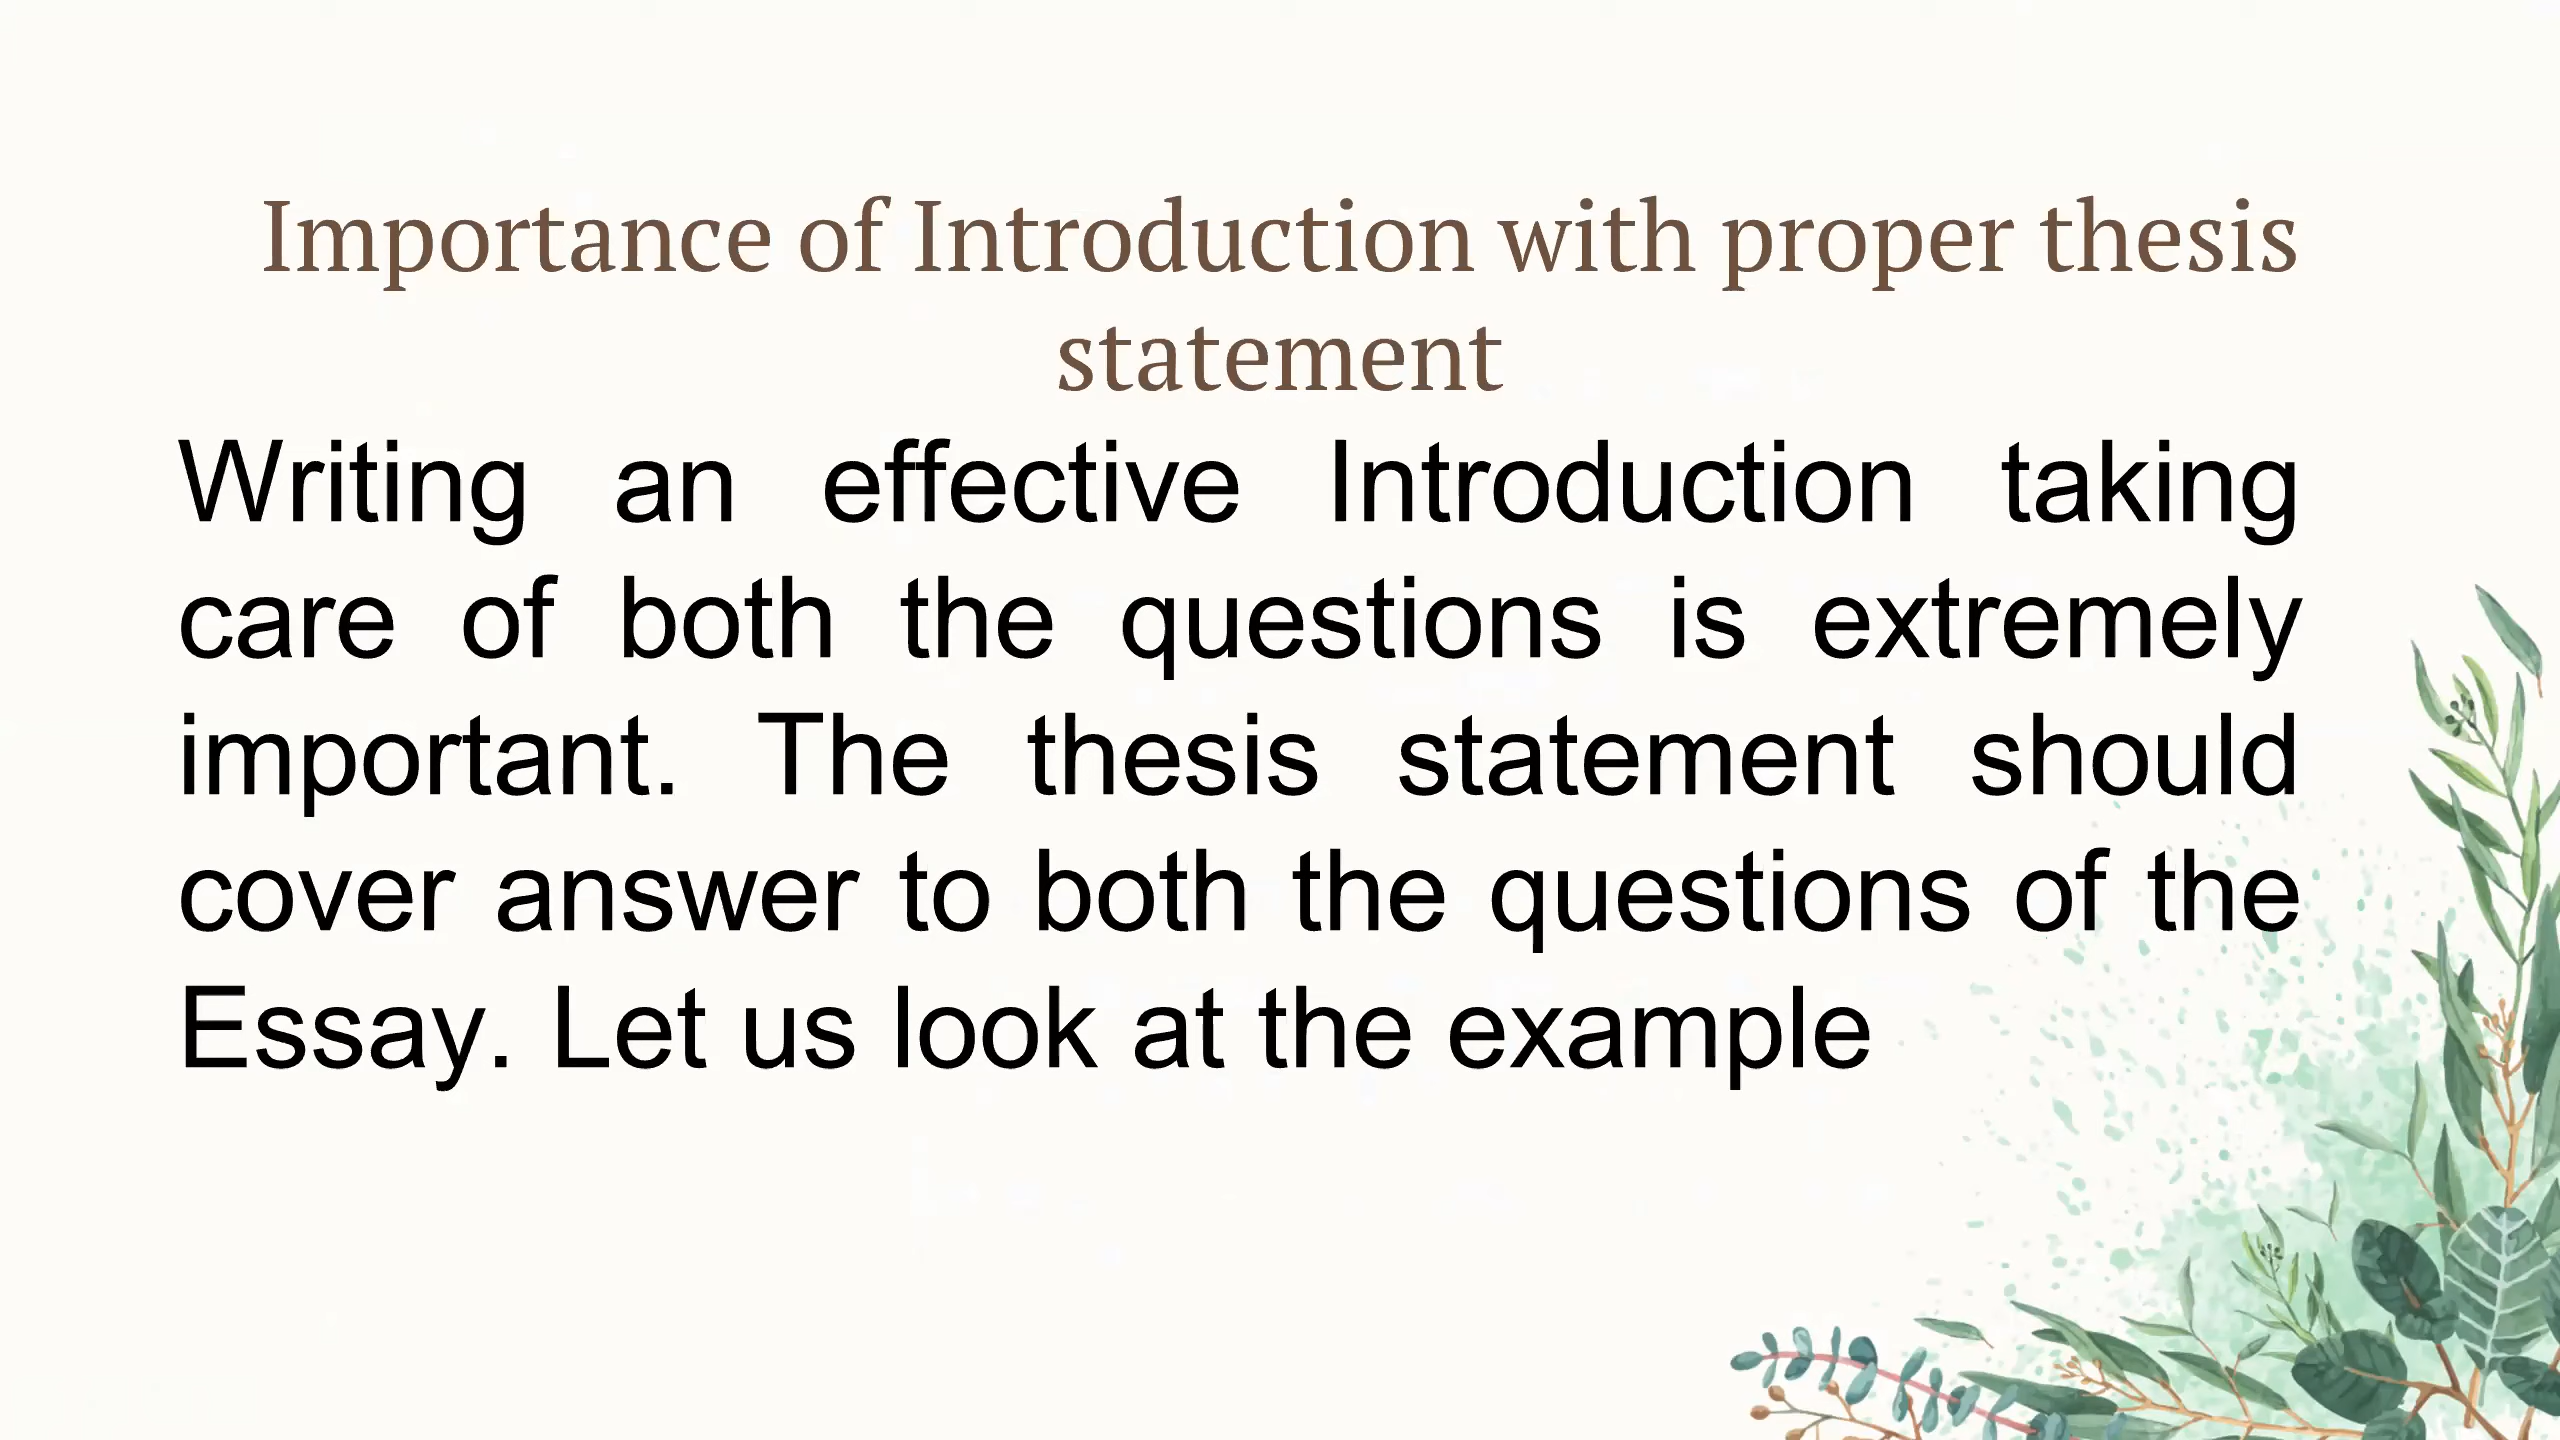 Importance of Introduction with proper thesis
statement
Writing an effective Introduction taking
care of both the questions is extremely
important. The thesis statement should
cover answer to both the questions of the
Essay. Let us look at the example